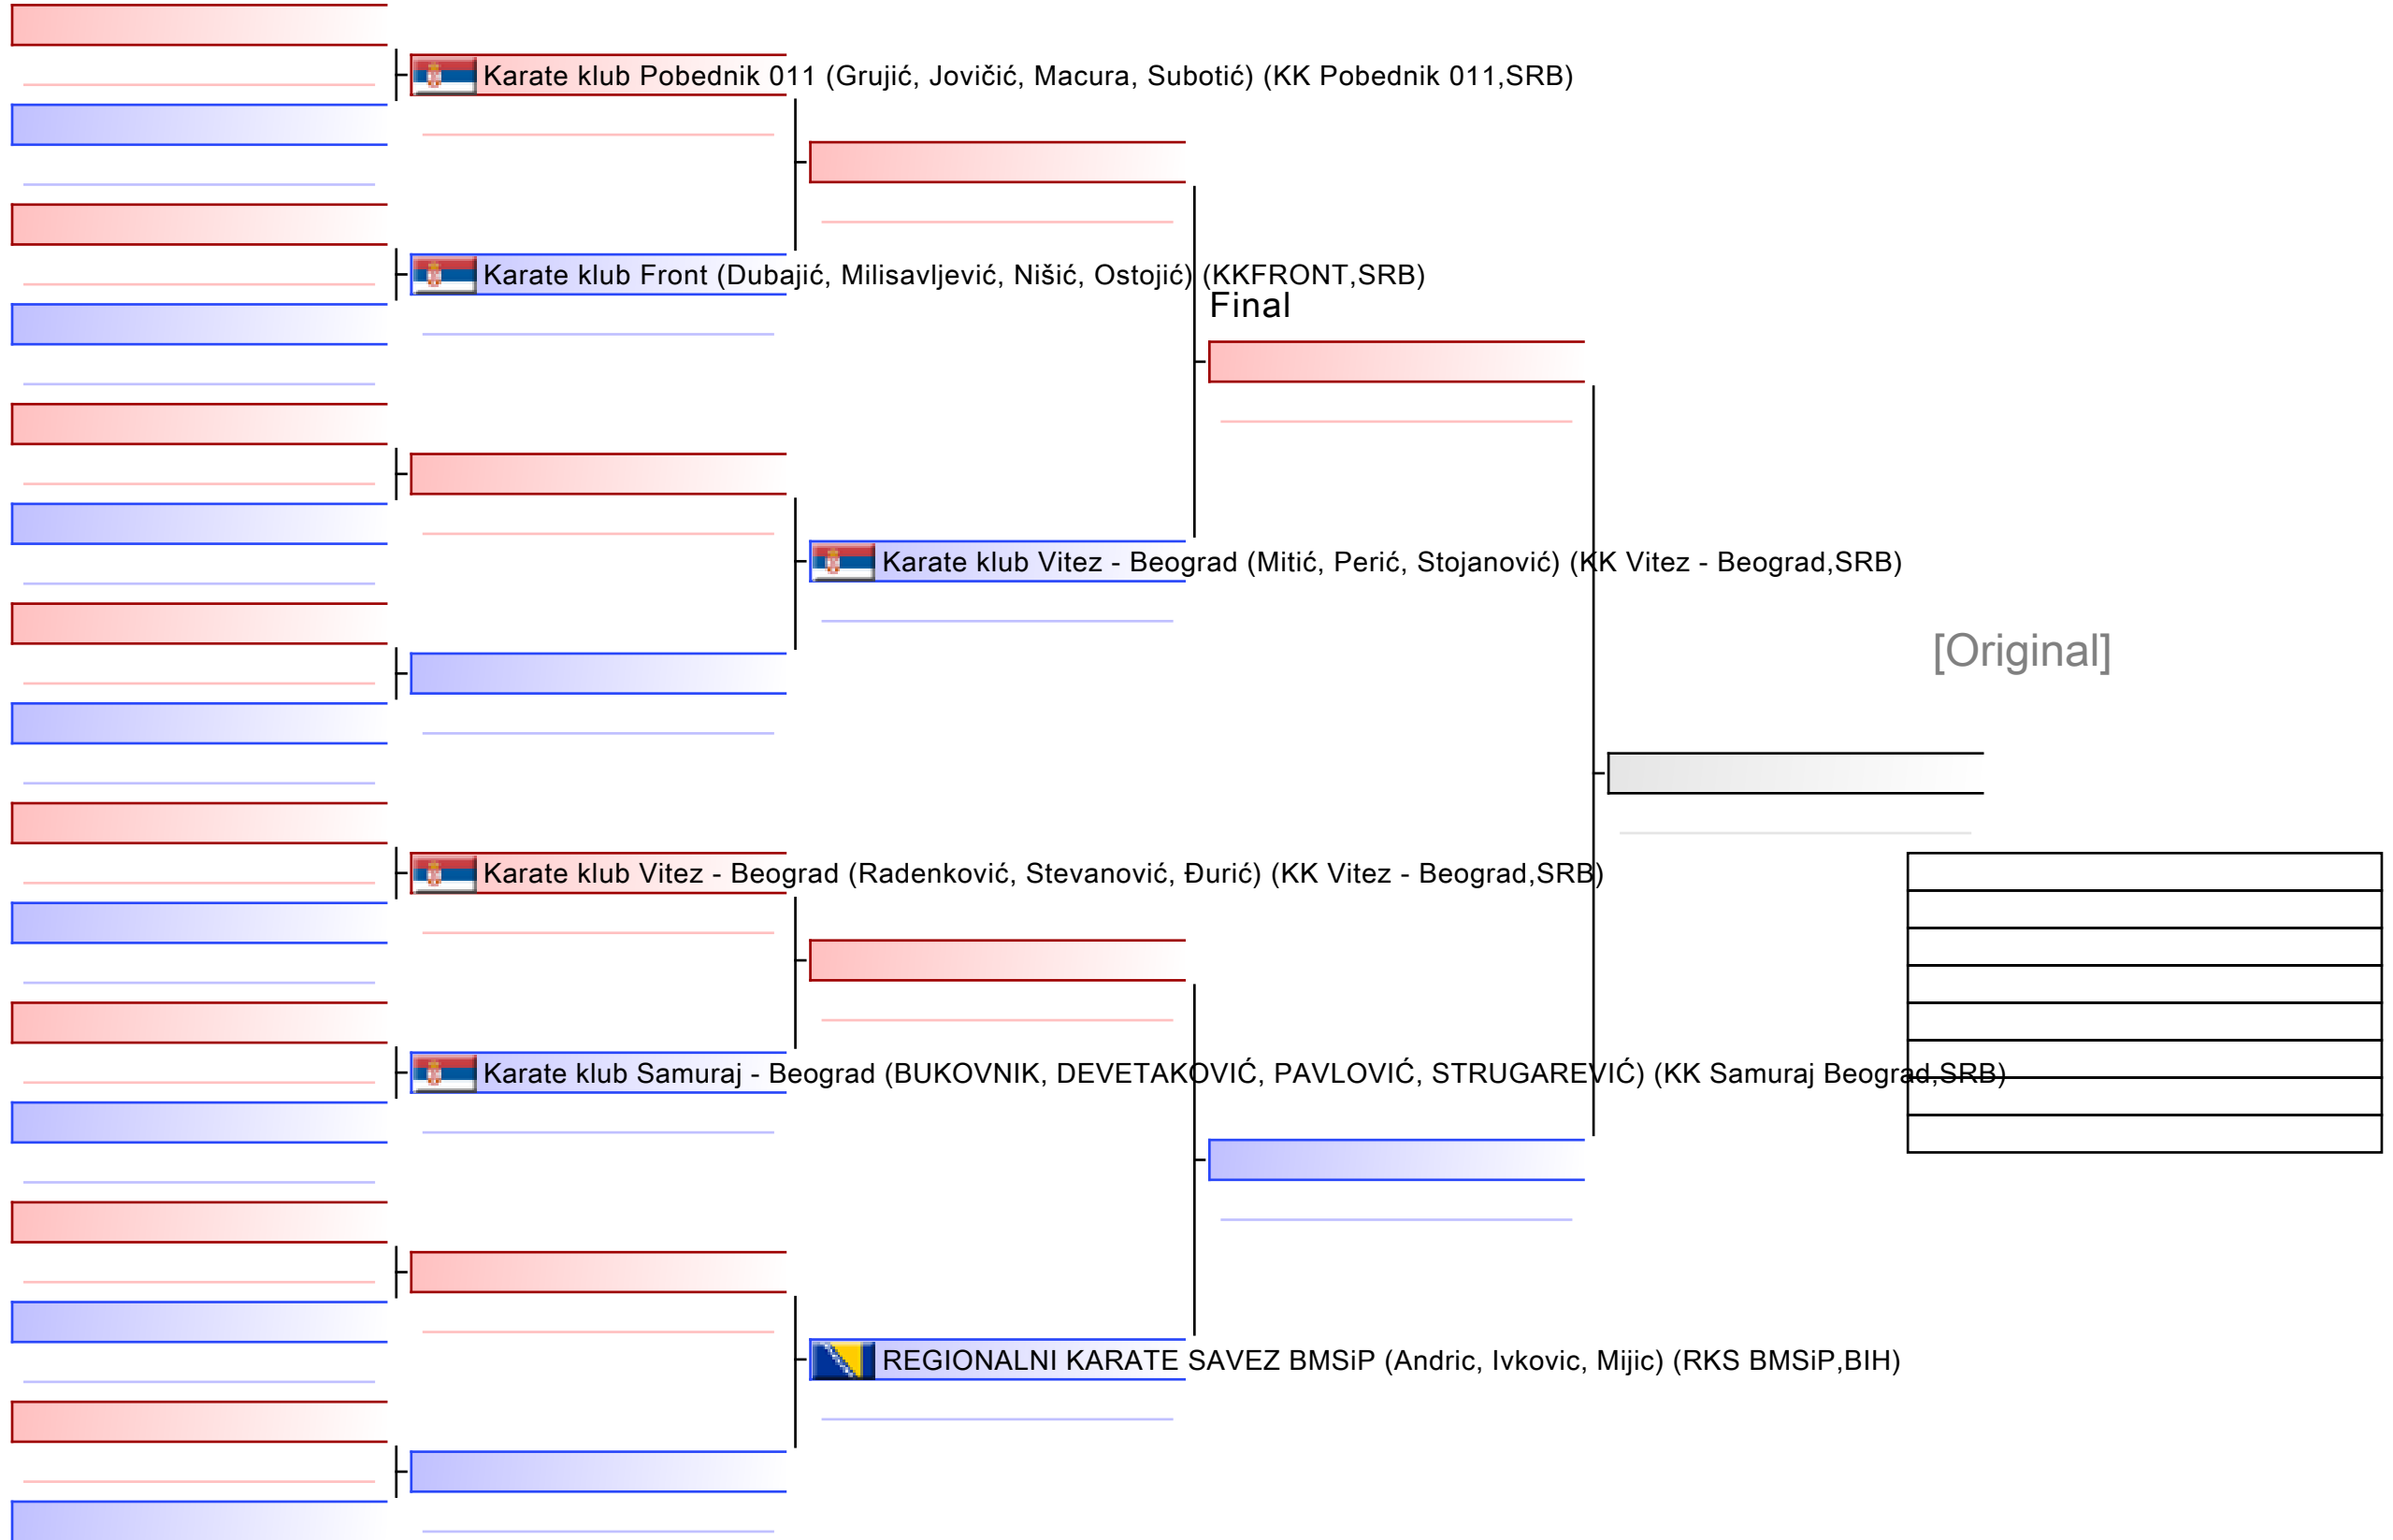 Karate klub Pobednik 011 (Grujić, Jovičić, Macura, Subotić) (KK Pobednik 011,SRB)
Karate klub Front (Dubajić, Milisavljević, Nišić, Ostojić) (KKFRONT,SRB)
Final
Karate klub Vitez - Beograd (Mitić, Perić, Stojanović) (KK Vitez - Beograd,SRB)
[Original]
Karate klub Vitez - Beograd (Radenković, Stevanović, Đurić) (KK Vitez - Beograd,SRB)
Karate klub Samuraj - Beograd (BUKOVNIK, DEVETAKOVIĆ, PAVLOVIĆ, STRUGAREVIĆ) (KK Samuraj Beograd,SRB)
REGIONALNI KARATE SAVEZ BMSiP (Andric, Ivkovic, Mijic) (RKS BMSiP,BIH)